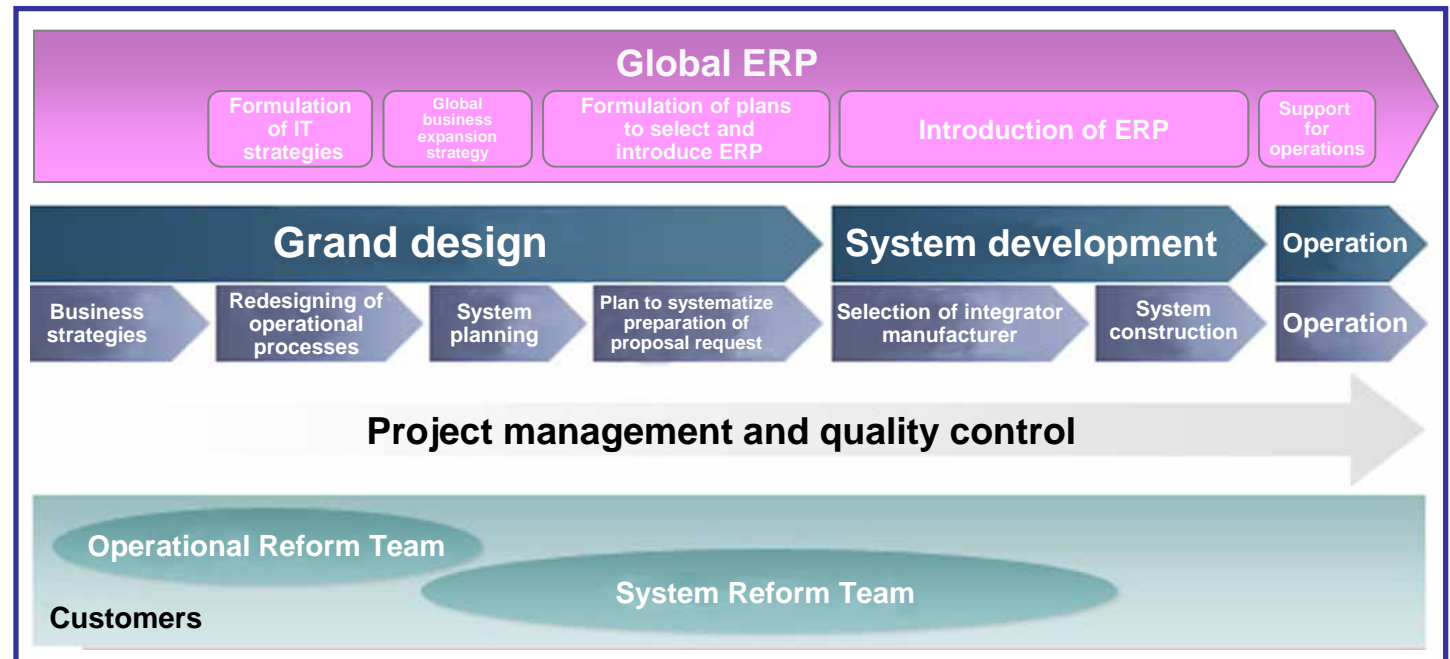 Global ERP
Formulation
of IT
strategies
Global
business
expansion
strategy
Formulation of plans
to select and
introduce ERP
Introduction of ERP
Support
for
operations
Grand design
System development
Operation
Business
strategies
Redesigning of
operational
processes
System
planning
Plan to systematize
preparation of
proposal request
Selection of integrator
manufacturer
System
construction
Operation
Project management and quality control
Operational Reform Team
System Reform Team
Customers